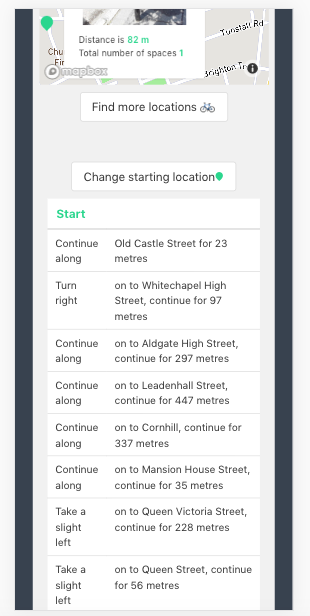 Tunstall Rd.
Distance is 82 m
Total number of spaces 1
Chu
Fir
mapbox
Brighton Te
Find more locations 🚲
Change starting location
Start
Continue along
Old Castle Street for 23 metres
Turn right
on to Whitechapel High Street, continue for 97 metres
Continue along
on to Aldgate High Street, continue for 297 metres
Continue along
on to Leadenhall Street, continue for 447 metres
Continue along
on to Cornhill, continue for 337 metres
Continue along
on to Mansion House Street, continue for 35 metres
Take a slight left
on to Queen Victoria Street, continue for 228 metres
Take a slight left
on to Queen Street, continue for 56 metres